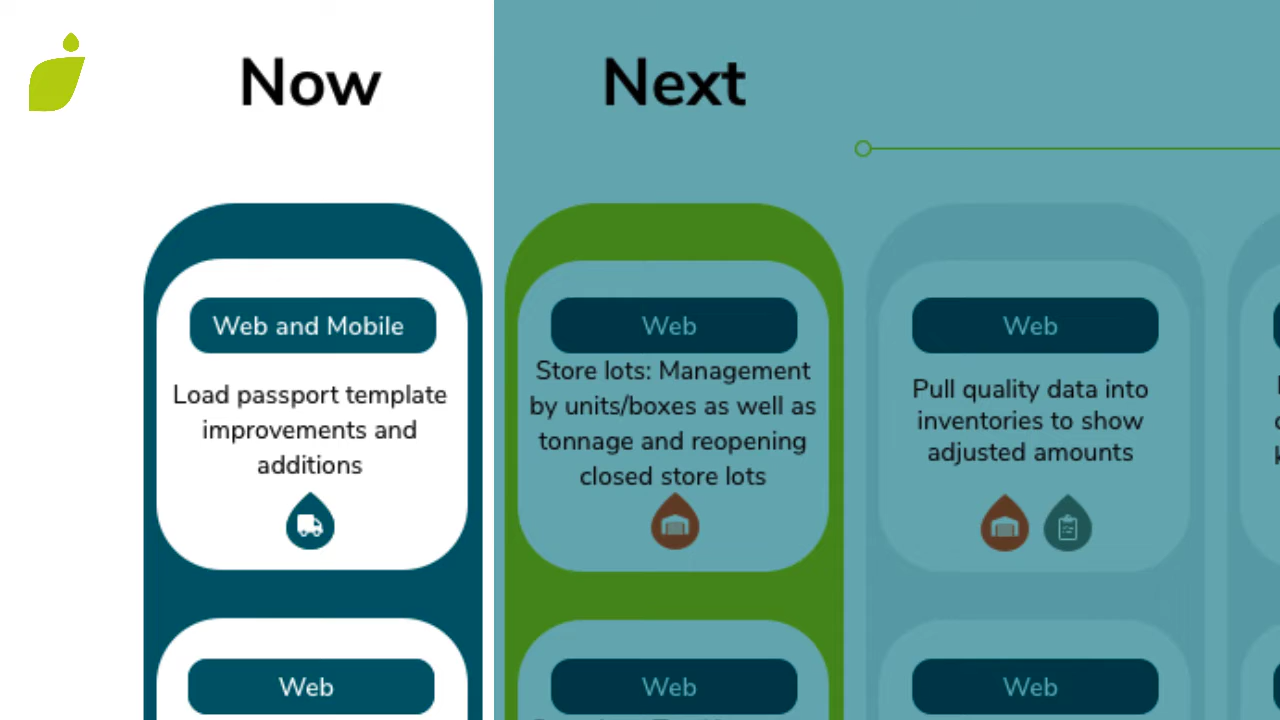 Now
Next
Web and Mobile
Load passport template
improvements and
additions
Web
Store lots: Management
by units/boxes as well as
tonnage and reopening
closed store lots
Web
Pull quality data into
inventories to show
adjusted amounts
Web
Web
Web